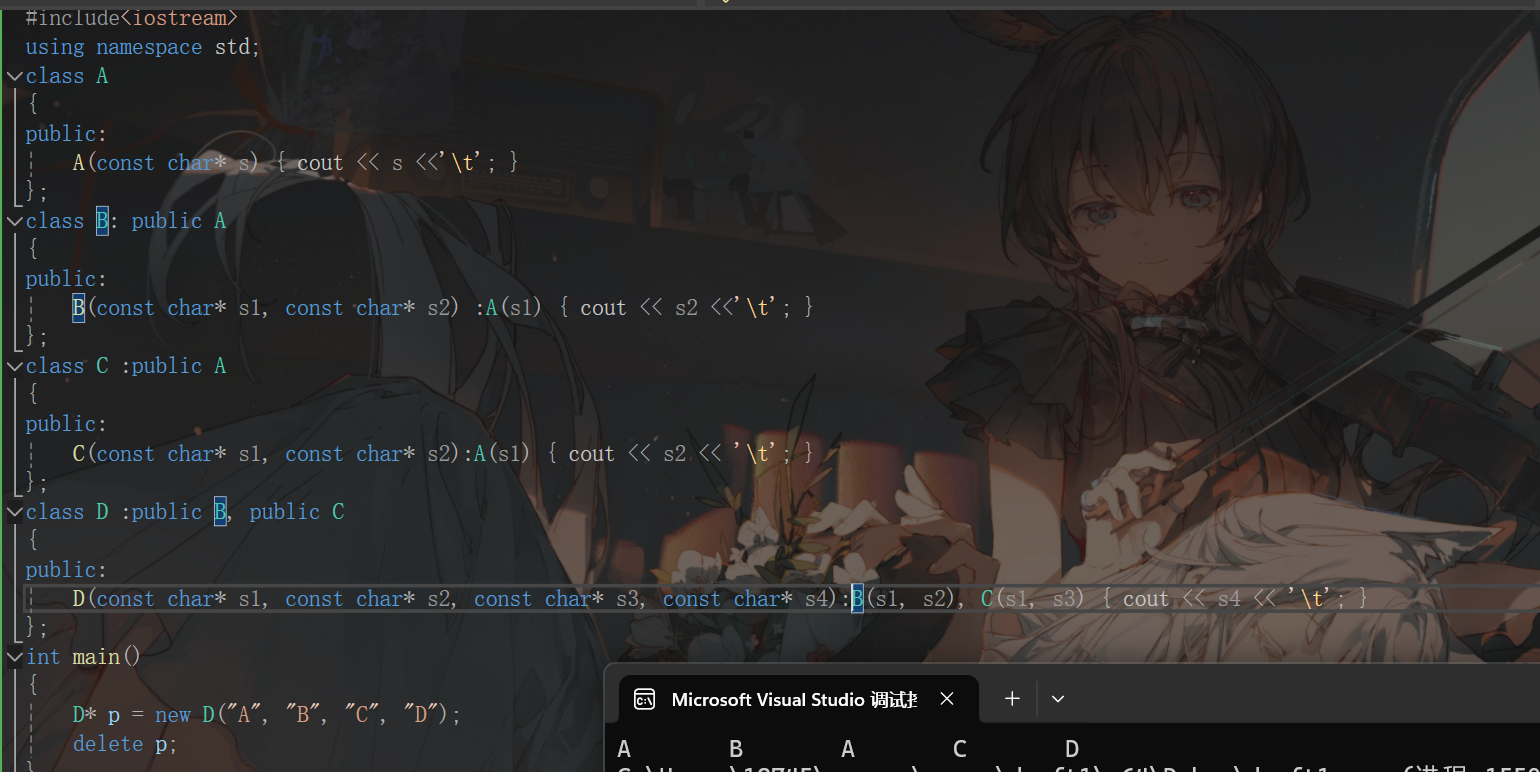 #include<iostream>
using namespace std;
class A
{
public:
A(const char* s) { cout << s <<'\t'; }
};
class B: public A
{
public:
B(const char* s1, const char* s2) :A(s1) { cout << s2 <<'\t'; }
};
class C :public A
{
public:
C(const char* s1, const char* s2):A(s1) { cout << s2 << '\t'; }
};
class D :public B, public C
{
public:
D(const char* s1, const char* s2, const char* s3, const char* s4):B(s1, s2), C(s1, s3) { cout << s4 << '\t'; }
};
int main()
{
D* p = new D("A", "B", "C", "D");
delete p;
Microsoft Visual Studio 调试
A B A C D